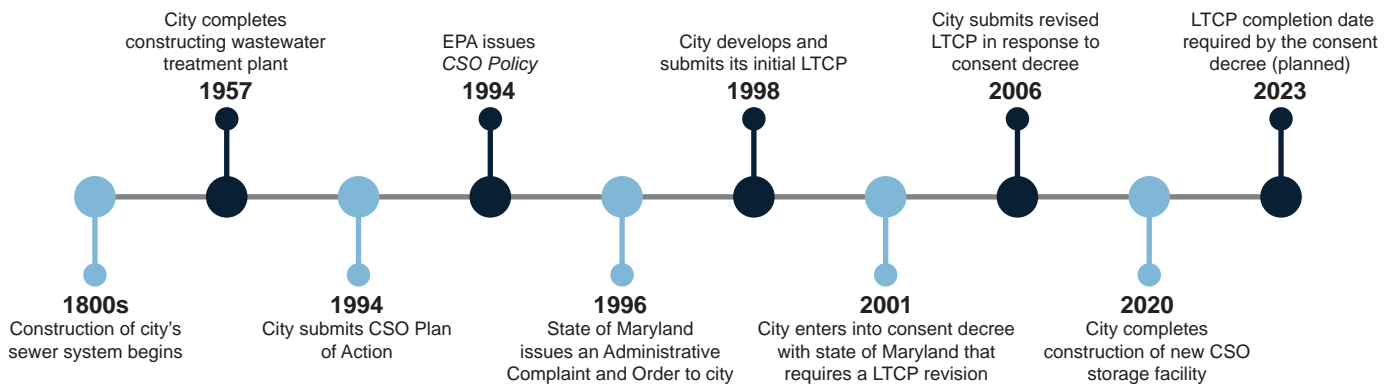 City completes
constructing wastewater
treatment plant
1957
EPA issues
CSO Policy
1994
City develops and
submits its initial LTCP
1998
City submits revised
LTCP in response to
consent decree
2006
LTCP completion date
required by the consent
decree (planned)
2023
1800s
Construction of city’s
sewer system begins
1994
City submits CSO Plan
of Action
1996
State of Maryland
issues an Administrative
Complaint and Order to city
2001
City enters into consent decree
with state of Maryland that
requires a LTCP revision
2020
City completes
construction of new CSO
storage facility